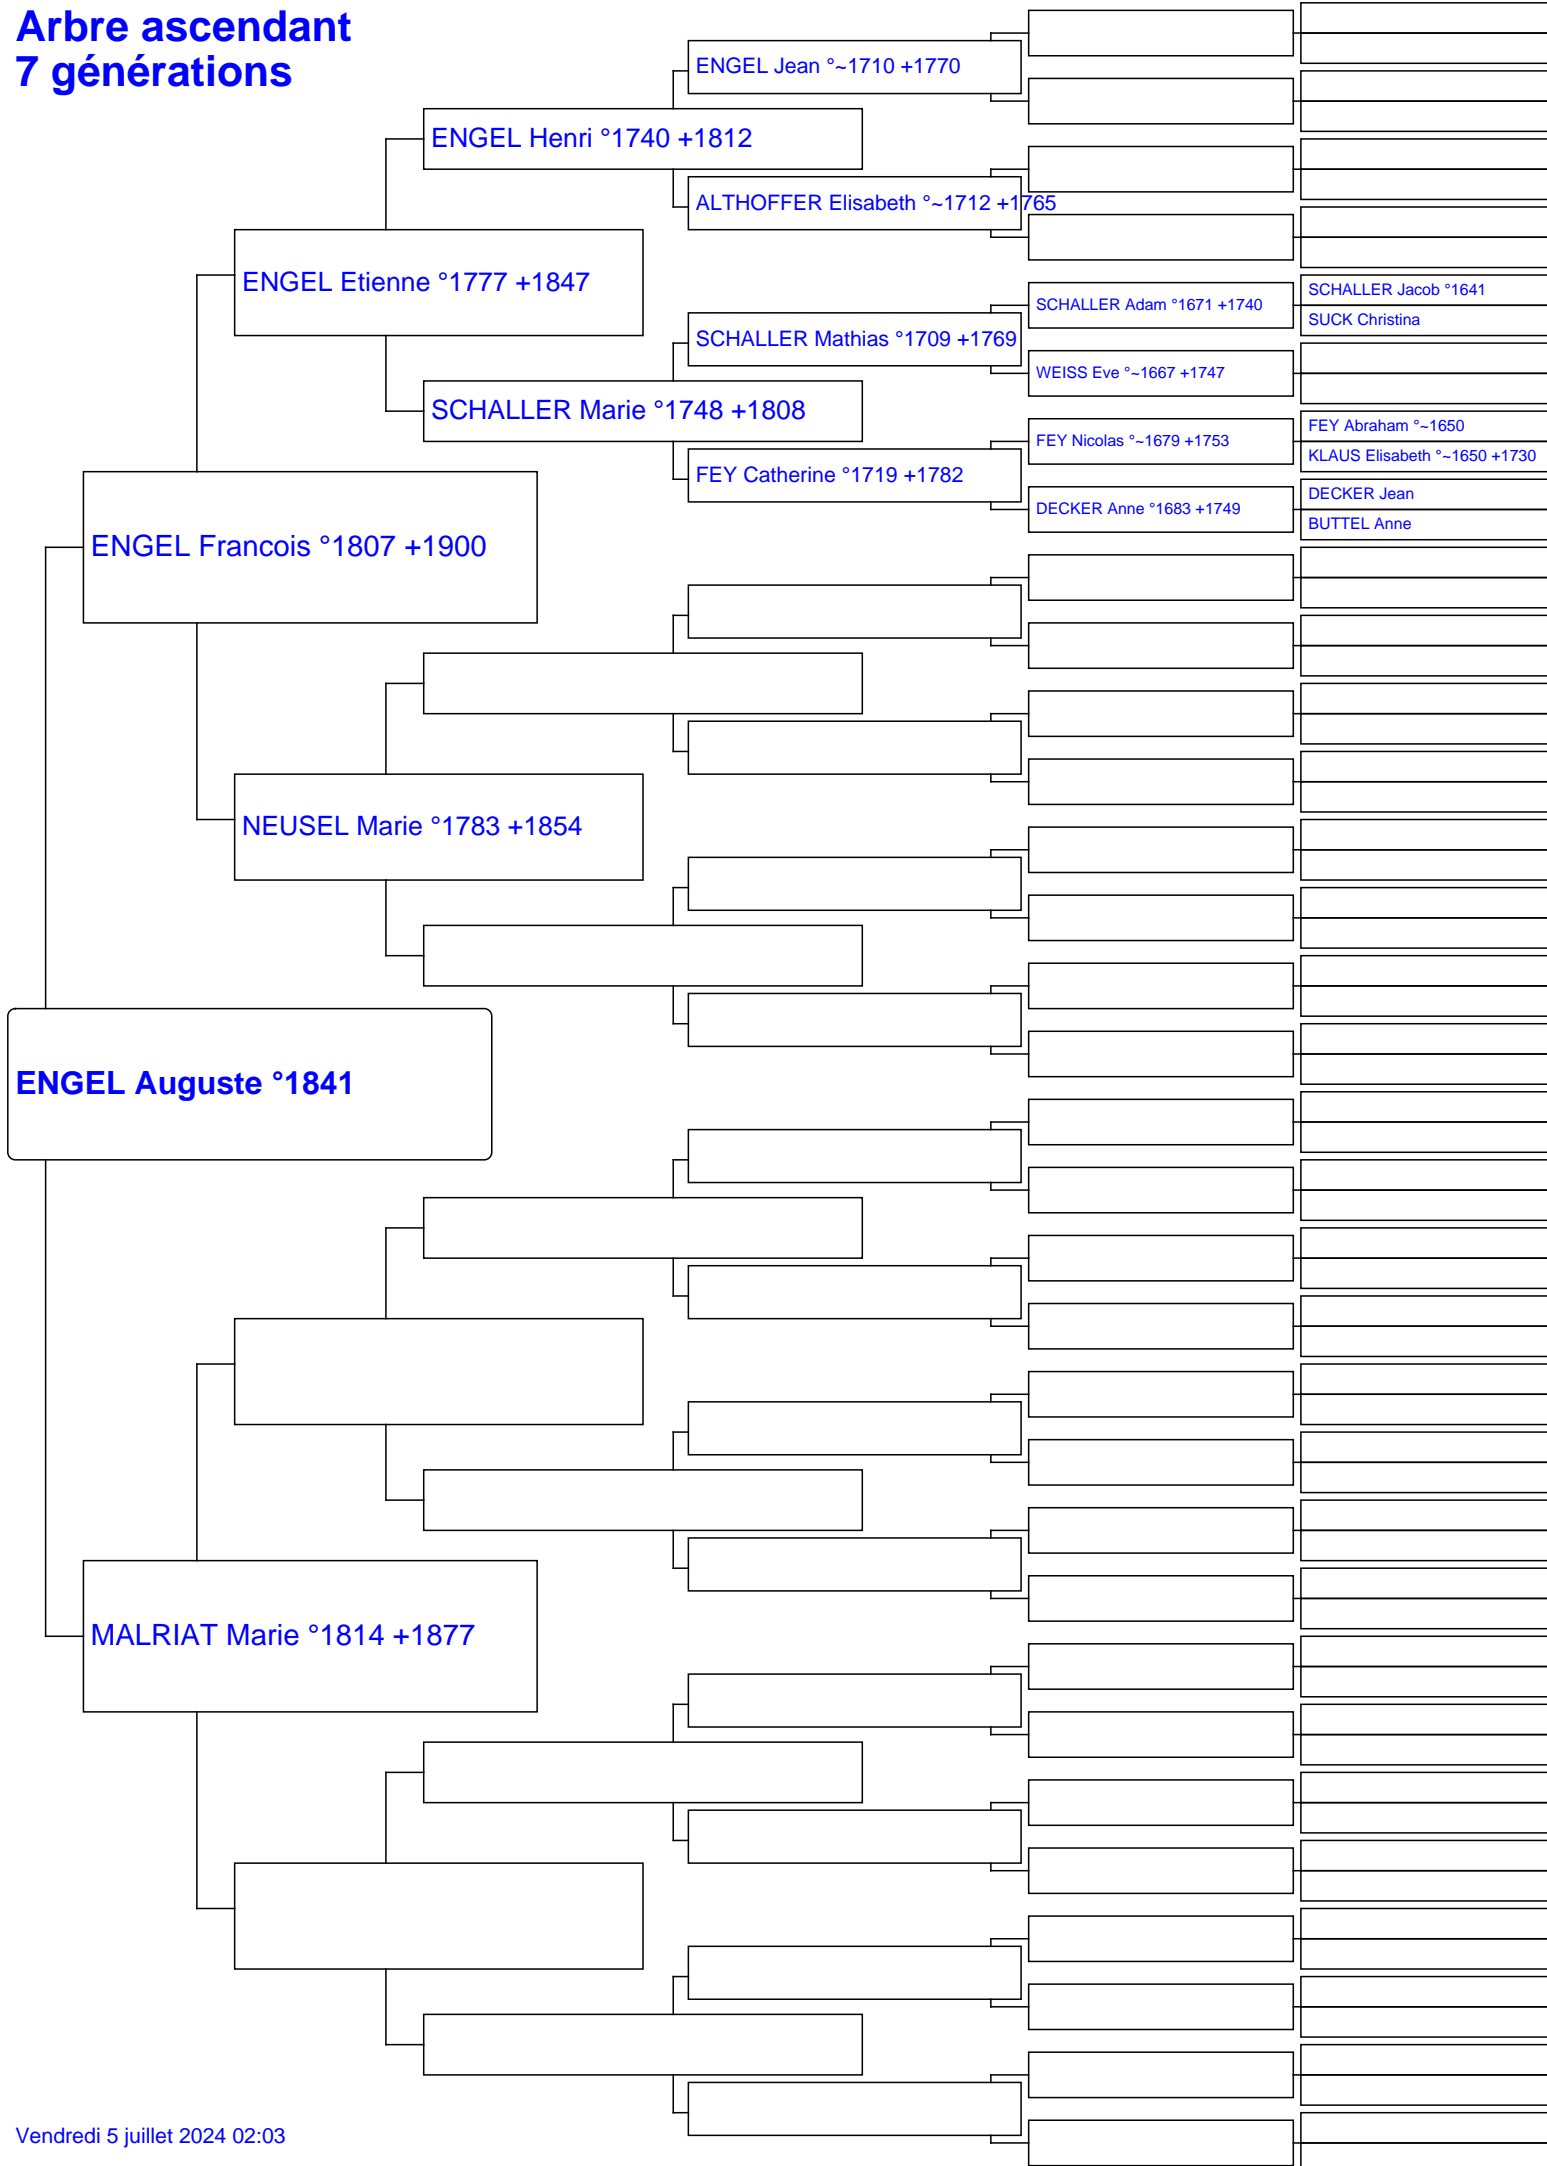 Arbre ascendant
7 générations
ENGEL Jean °~1710 +1770
ENGEL Henri °1740 +1812
ALTHOFFER Elisabeth °~1712 +1765
ENGEL Etienne °1777 +1847
SCHALLER Jacob °1641
SCHALLER Adam °1671 +1740
SUCK Christina
SCHALLER Mathias °1709 +1769
WEISS Eve °~1667 +1747
SCHALLER Marie °1748 +1808
FEY Abraham °~1650
FEY Nicolas °~1679 +1753
KLAUS Elisabeth °~1650 +1730
FEY Catherine °1719 +1782
DECKER Jean
DECKER Anne °1683 +1749
BUTTEL Anne
ENGEL Francois °1807 +1900
NEUSEL Marie °1783 +1854
ENGEL Auguste °1841
MALRIAT Marie °1814 +1877
Vendredi 5 juillet 2024 02:03